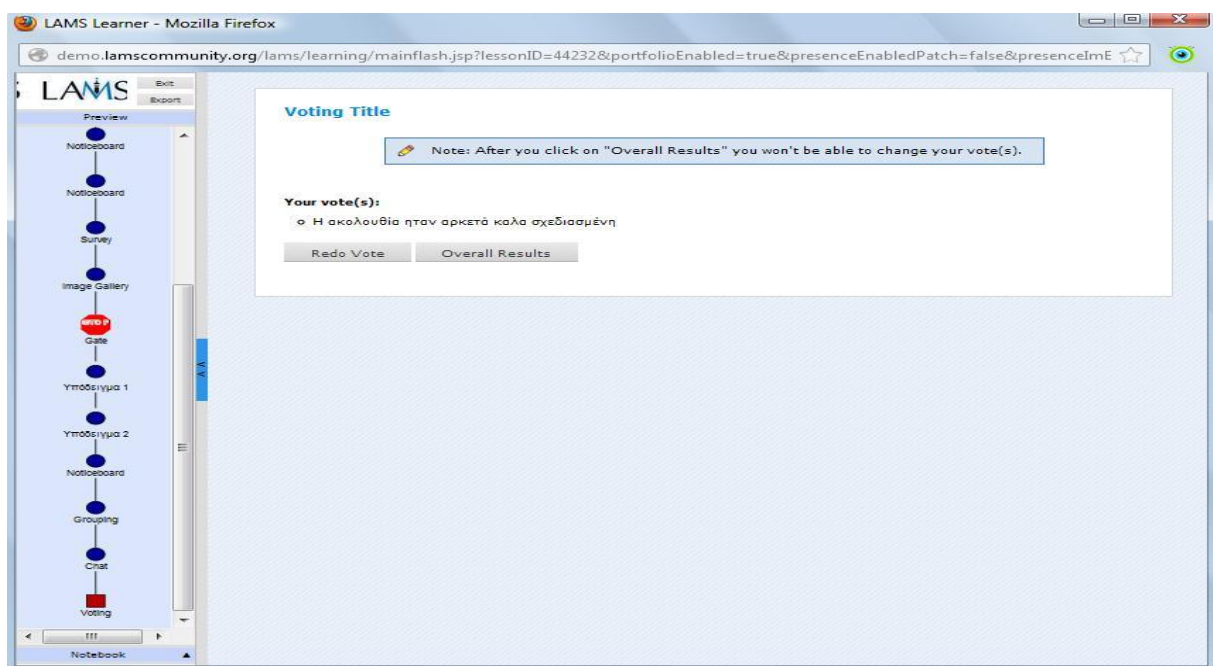 LAMS Learner - Mozilla Firefox
demo.lamscommunity.org/lams/learning/mainflash.jsp?lessonID=44232&portfolioEnabled=true&presenceEnabledPatch=false&presenceImE
LAMS
Exit
Export
Preview
Noticeboard
Noticeboard
Survey
Image Gallery
STOP
Gate
Υπόδειγμα 1
Υπόδειγμα 2
Noticeboard
Grouping
Chat
Voting
Notebook
Voting Title
Note: After you click on "Overall Results" you won't be able to change your vote(s).
Your vote(s):
Η ακολουθία ηταν αρκετά καλα σχεδιασμένη
Redo Vote
Overall Results